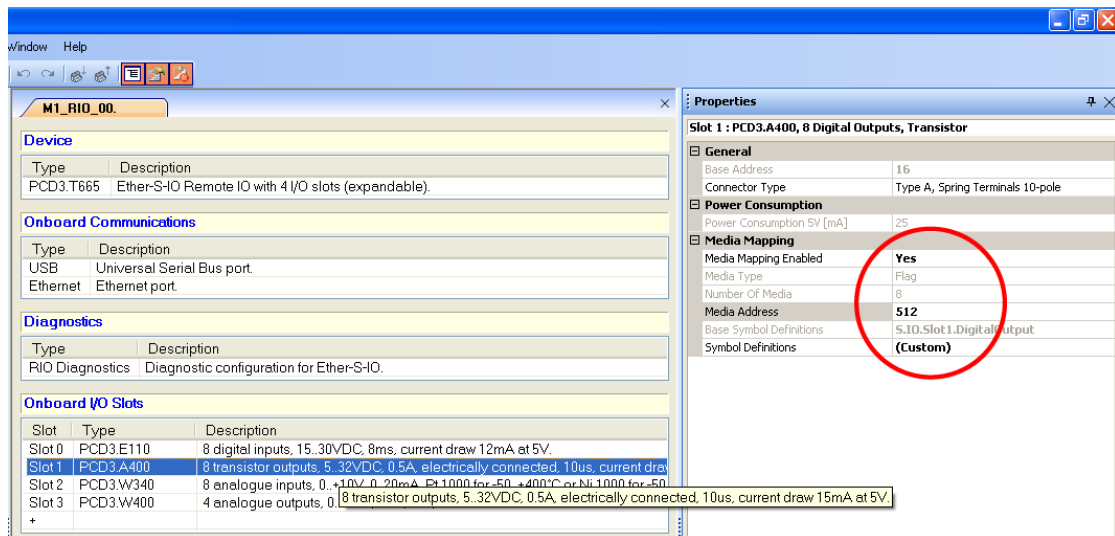 Window Help
M1_RIO_00.
Device
Type Description
PCD3.T665 Ether-S-IO Remote IO with 4 I/O slots (expandable).
Onboard Communications
Type Description
USB Universal Serial Bus port.
Ethernet Ethernet port.
Diagnostics
Type Description
RIO Diagnostics Diagnostic configuration for Ether-S-IO.
Onboard I/O Slots
Slot Type Description
Slot 0 PCD3.E110 8 digital inputs, 15..30VDC, 8ms, current draw 12mA at 5V.
Slot 1 PCD3.A400 8 transistor outputs, 5..32VDC, 0.5A, electrically connected, 10us, current
Slot 2 PCD3.W340 8 analogue inputs, 0..+10V, 0..20mA, Pt 1000 for -50..+400°C or Ni 1000 for -50
Slot 3 PCD3.W400 4 analogue outputs,
8 transistor outputs, 5..32VDC, 0.5A, electrically connected, 10us, current draw 15mA at 5V.
+
Properties
Slot 1 : PCD3.A400, 8 Digital Outputs, Transistor
General
Base Address 16
Connector Type Type A, Spring Terminals 10-pole
Power Consumption
Power Consumption 5V [mA] 25
Media Mapping
Media Mapping Enabled Yes
Media Type Flag
Number Of Media 8
Media Address 512
Base Symbol Definitions S.IO.Slot1.DigitalOutput
Symbol Definitions (Custom)